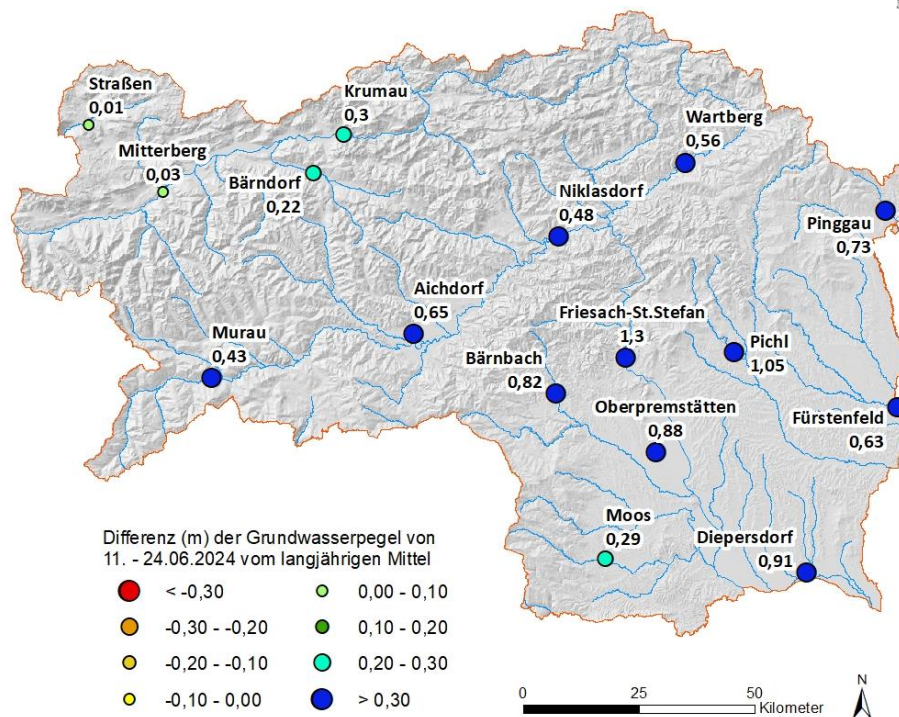 Straßen
0,01
Krumau
0,3
Mitterberg
0,03
Bärndorf
0,22
Wartberg
0,56
Niklasdorf
0,48
Pinggau
0,73
Aichdorf
0,65
Murau
0,43
Friesach-St.Stefan
1,3
Pichl
1,05
Bärnbach
0,82
Oberpremstätten
0,88
Fürstenfeld
0,63
Moos
0,29
Diepersdorf
0,91
Differenz (m) der Grundwasserpegel von
11. - 24.06.2024 vom langjährigen Mittel
< -0,30
-0,30 - -0,20
-0,20 - -0,10
-0,10 - 0,00
0,00 - 0,10
0,10 - 0,20
0,20 - 0,30
> 0,30
0 25 50
Kilometer
N